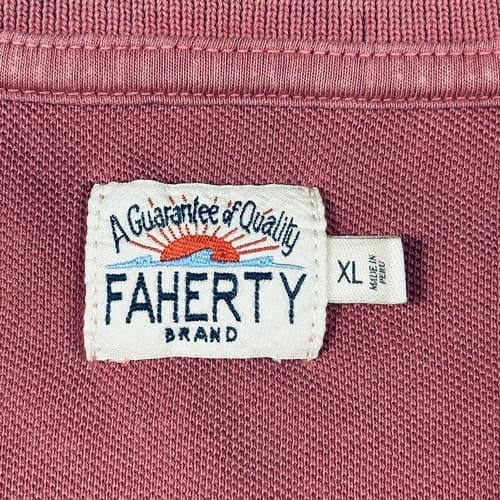 A Guarantee of Quality
FAHERTY
BRAND
XL
MADE IN
PERU